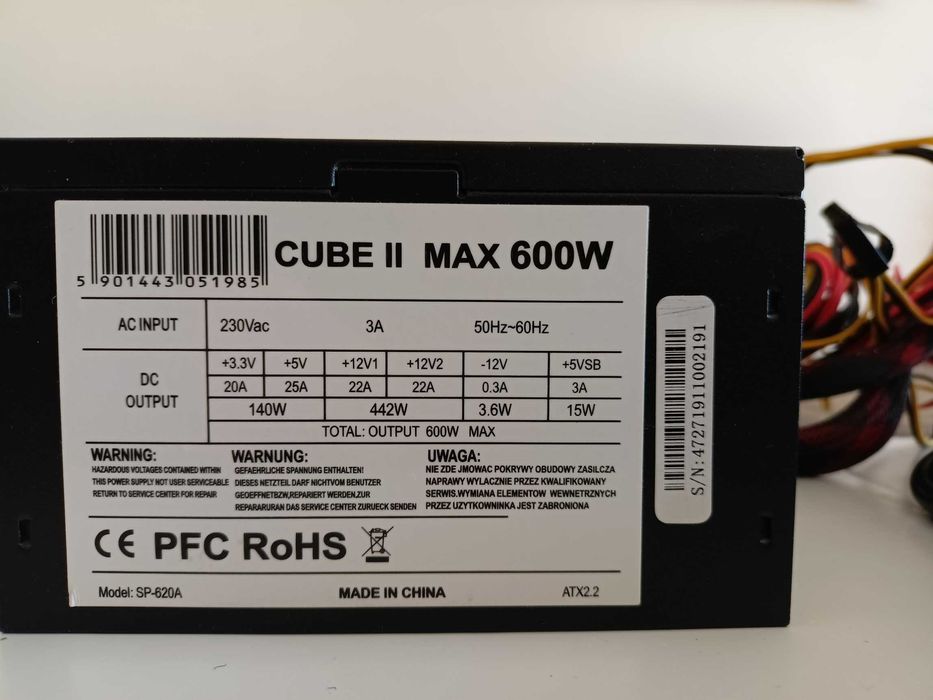 CUBE II MAX 600W
5 901443 051985
AC INPUT 230Vac 3A 50Hz~60Hz
DC OUTPUT
+3.3V +5V +12V1 +12V2 -12V +5VSB
20A 25A 22A 22A 0.3A 3A
140W 442W 3.6W 15W
TOTAL: OUTPUT 600W MAX
WARNING:
HAZARDOUS VOLTAGES CONTAINED WITHIN
THIS POWER SUPPLY NOT USER SERVICEABLE
RETURN TO SERVICE CENTER FOR REPAIR
WARNUNG:
GEFAEHRLICHE SPANNUNG ENTHALTEN!
DIESES NETZTEIL DARF NICHTVOM BENUTZER
GEOEFFNETBZW,REPARIERT WERDEN,ZUR
REPARARURAN DAS SERVICE CENTER ZURUECK SENDEN
UWAGA:
NIE ZDE JMOWAC POKRYWY OBUDOWY ZASILCZA
NAPRAWY WYLACZNIE PRZEZ KWALIFIKOWANY
SERWIS.WYMIANA ELEMENTOW WEWNETRZNYCH
PRZEZ UZYTKOWNINKA JEST ZABRONIONA
CE PFC RoHS
Model: SP-620A MADE IN CHINA ATX2.2
S/N:47271911002191